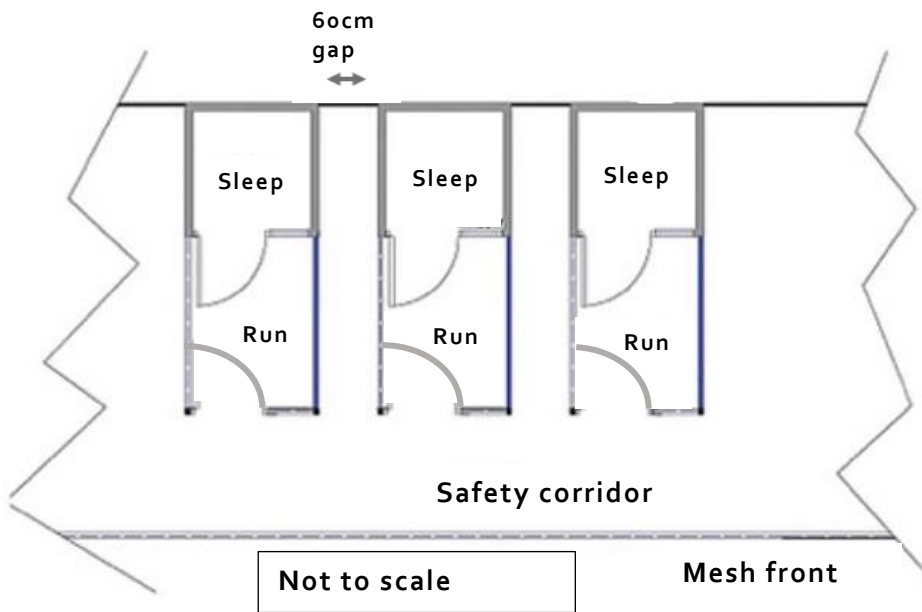 60cm
gap
Sleep
Sleep
Sleep
Run
Run
Run
Safety corridor
Not to scale
Mesh front